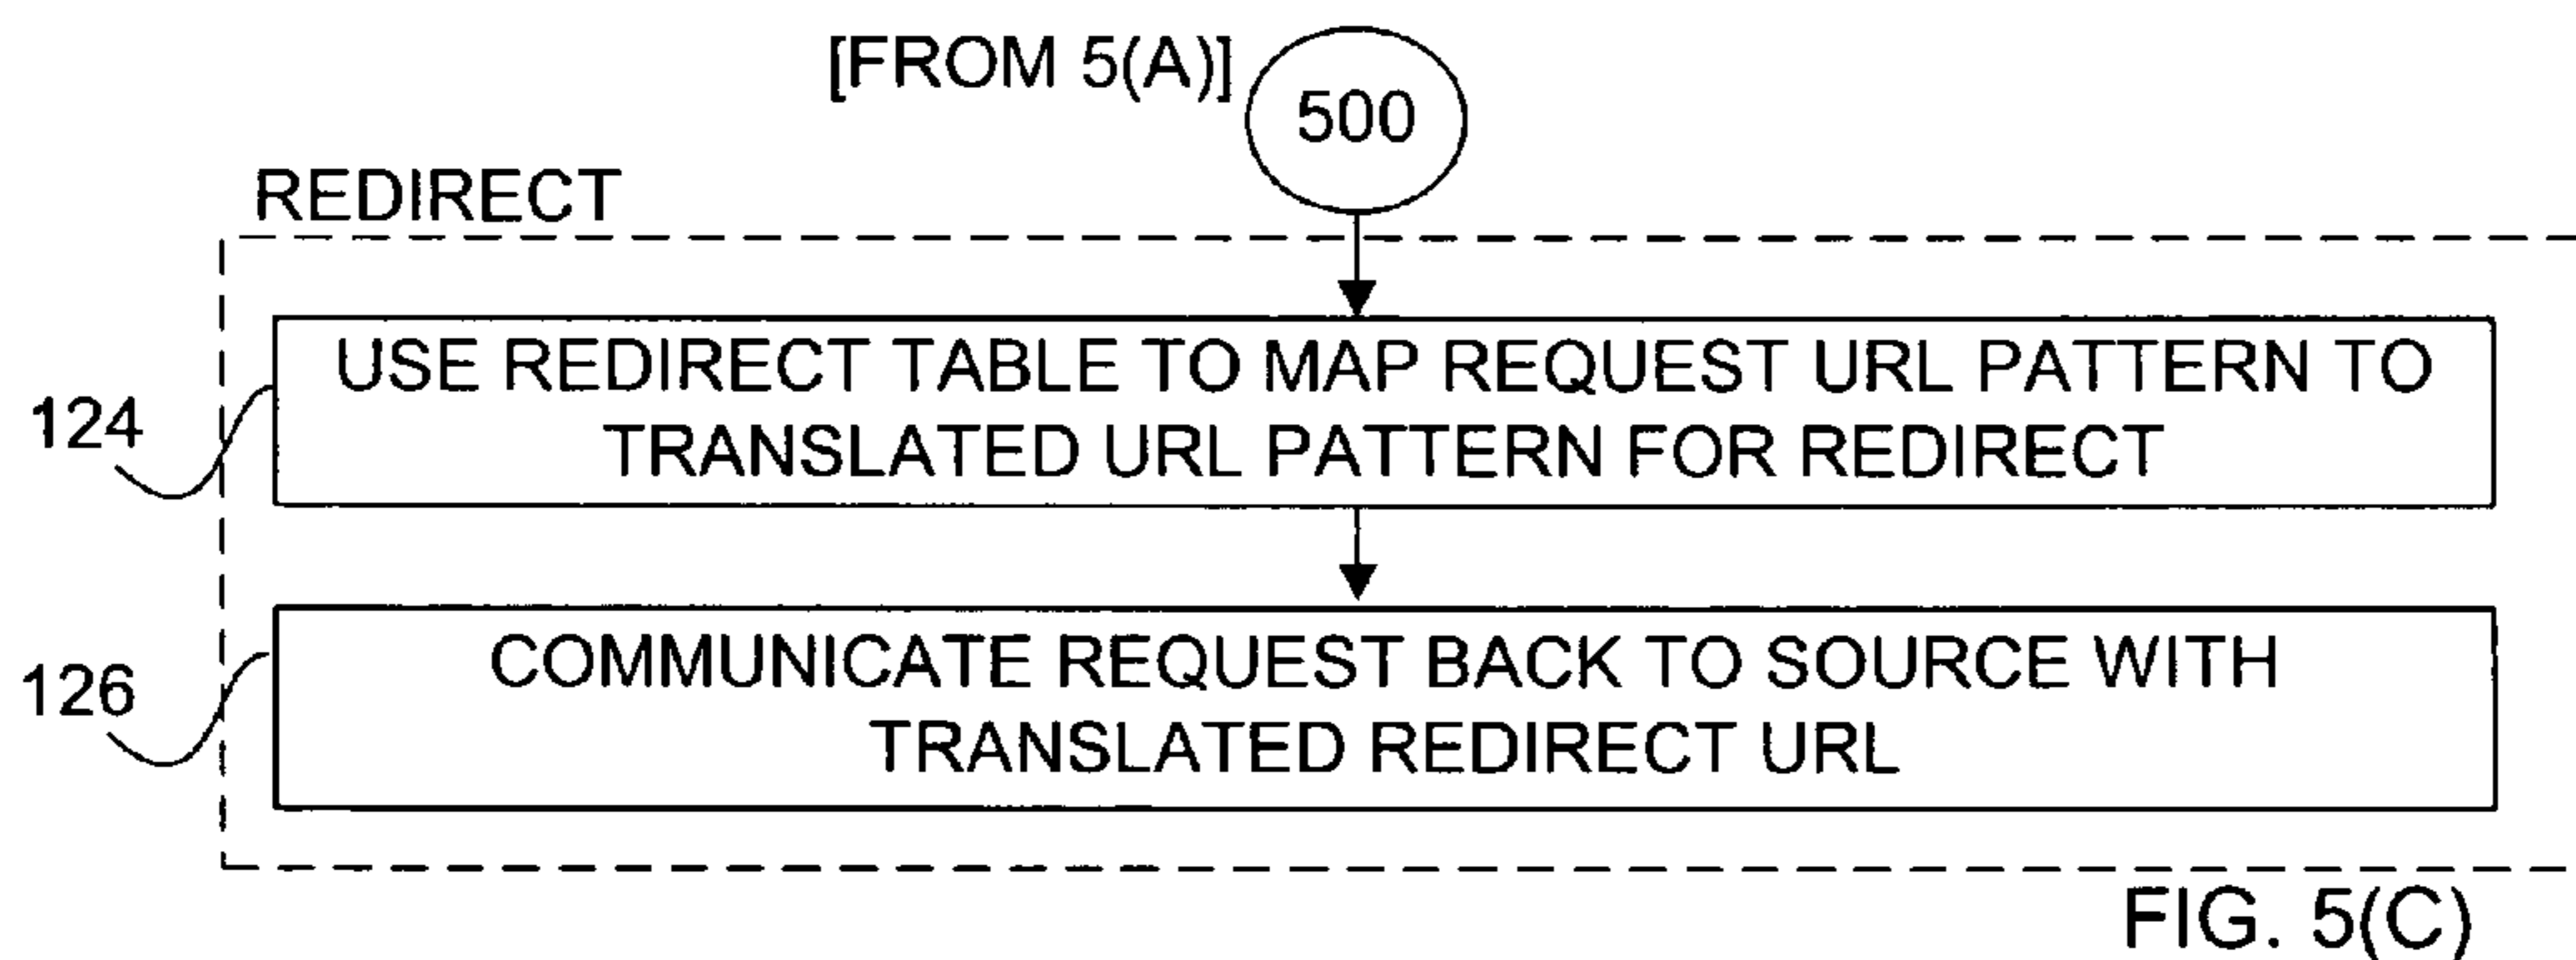 [FROM 5(A)]
500
REDIRECT
124
USE REDIRECT TABLE TO MAP REQUEST URL PATTERN TO
TRANSLATED URL PATTERN FOR REDIRECT
126
COMMUNICATE REQUEST BACK TO SOURCE WITH
TRANSLATED REDIRECT URL
FIG. 5(C)